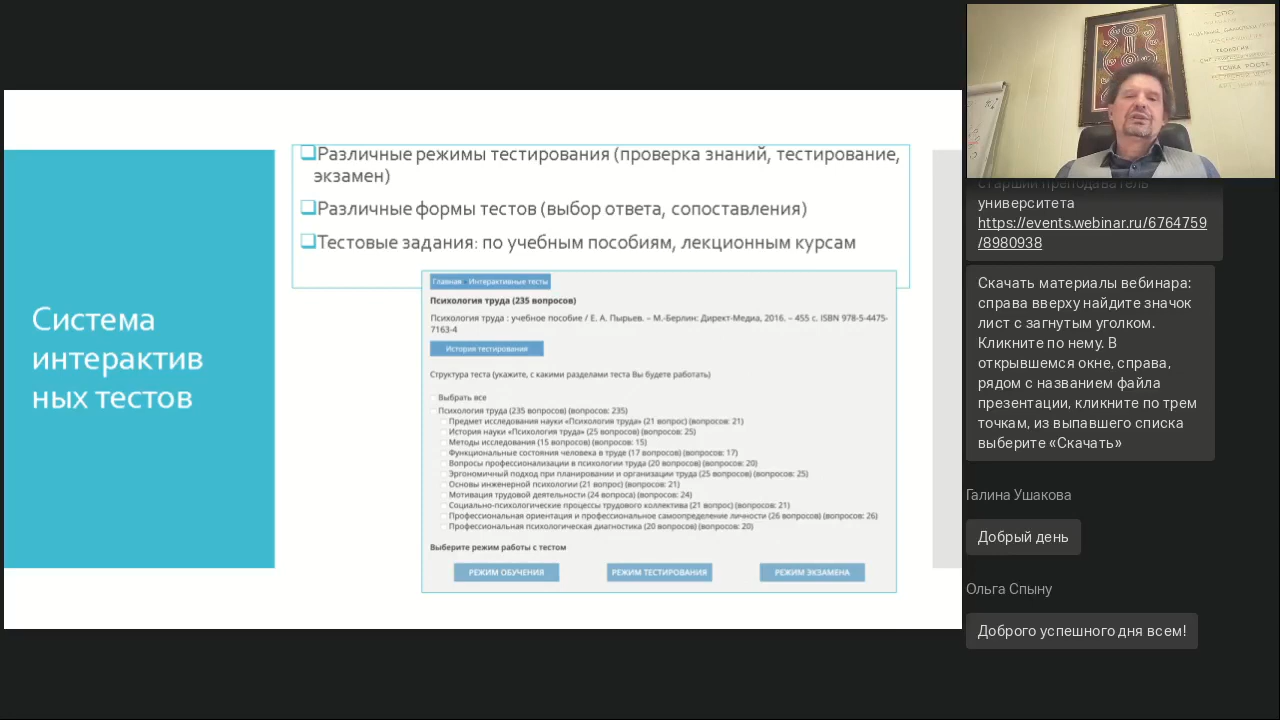 Система
интерактив
ных тестов
Различные режимы тестирования (проверка знаний, тестирование,
экзамен)
Различные формы тестов (выбор ответа, сопоставления)
Тестовые задания: по учебным пособиям, лекционным курсам
Главная » Интерактивные тесты
Психология труда (235 вопросов)
Психология труда : учебное пособие / Е. А. Пырьев. – М.-Берлин: Директ-Медиа, 2016. – 455 с. ISBN 978-5-4475-
7163-4
История тестирования
Структура теста (укажите, с какими разделами теста Вы будете работать)
Выбрать все
Психология труда (235 вопросов) (вопросов: 235)
Предмет исследования науки «Психология труда» (21 вопрос) (вопросов: 21)
История науки «Психология труда» (25 вопросов) (вопросов: 25)
Методы исследования (15 вопросов) (вопросов: 15)
Функциональные состояния человека в труде (17 вопросов) (вопросов: 17)
Вопросы профессионализации в психологии труда (20 вопросов) (вопросов: 20)
Эргономичный подход при планировании и организации труда (25 вопросов) (вопросов: 25)
Основы инженерной психологии (21 вопрос) (вопросов: 21)
Мотивация трудовой деятельности (24 вопроса) (вопросов: 24)
Социально-психологические процессы трудового коллектива (21 вопрос) (вопросов: 21)
Профессиональная ориентация и профессиональное самоопределение личности (26 вопросов) (вопросов: 26)
Профессиональная психологическая диагностика (20 вопросов) (вопросов: 20)
Выберите режим работы с тестом
РЕЖИМ ОБУЧЕНИЯ
РЕЖИМ ТЕСТИРОВАНИЯ
РЕЖИМ ЭКЗАМЕНА
СПО
ТЕОЛОГИЯ
ТОЧКА РОСТА
Старший преподаватель
университета
https://events.webinar.ru/6764759
/8980938
Скачать материалы вебинара:
справа вверху найдите значок
лист с загнутым уголком.
Кликните по нему. В
открывшемся окне, справа,
рядом с названием файла
презентации, кликните по трем
точкам, из выпавшего списка
выберите «Скачать»
Галина Ушакова
Добрый день
Ольга Спыну
Доброго успешного дня всем!